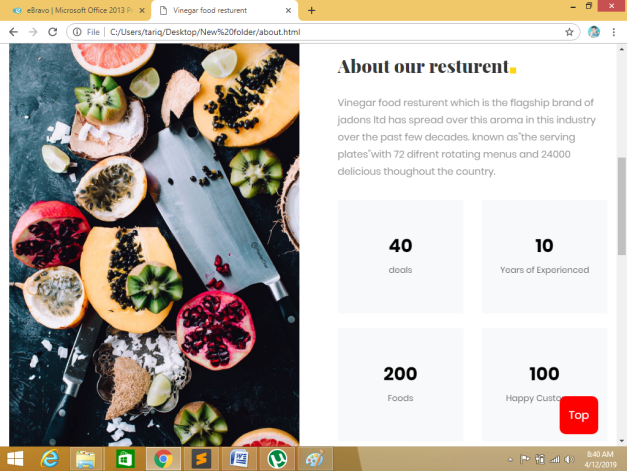 eBravo | Microsoft Office 2013 P
Vinegar food resturent
File | C:/Users/tariq/Desktop/New%20folder/about.html
About our resturent.
Vinegar food resturent which is the flagship brand of
jadons ltd has spread over this aroma in this industry
over the past few decades. known as"the serving
plates"with 72 difrent rotating menus and 24000
delicious thoughout the country.
40
deals
10
Years of Experienced
200
Foods
100
Happy Custo
Top
8:40 AM
4/12/2019